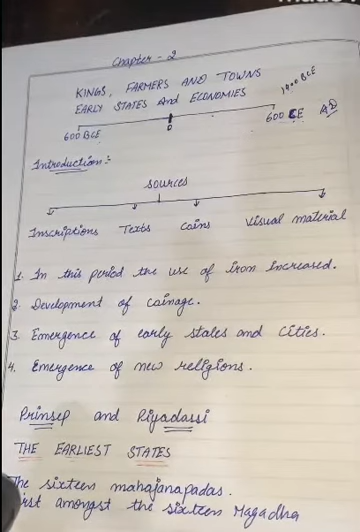 Chapter - 2
KINGS, FARMERS AND TOWNS
EARLY STATES and ECONOMIES
1900 BCE
600 BCE
0
600 CE AD
Introduction :-
Sources
Inscriptions Texts Coins Visual material
1. In this period the use of iron increased.
2. Development of coinage.
3. Emergence of early states and cities.
4. Emergence of new religions.
Prinsep and Piyadassi
THE EARLIEST STATES
The sixteen mahajanapadas.
amongst the sixteen Magadha